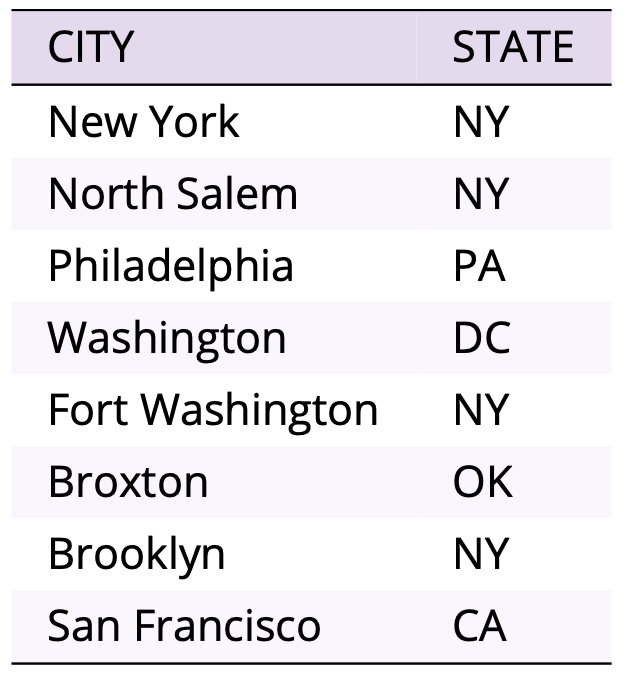 CITY STATE
New York NY
North Salem NY
Philadelphia PA
Washington DC
Fort Washington NY
Broxton OK
Brooklyn NY
San Francisco CA